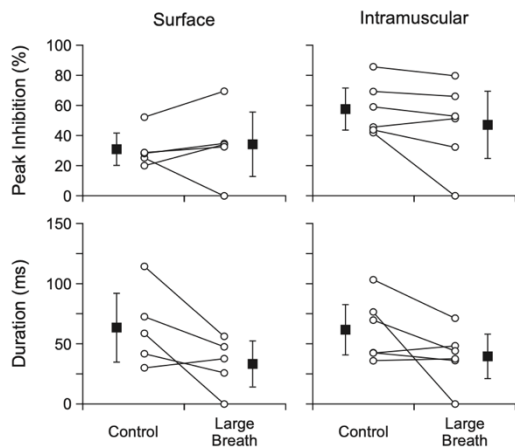 Surface
Intramuscular
Peak Inhibition (%)
100
80
60
40
20
0
Duration (ms)
150
100
50
0
Control
Large
Breath
Control
Large
Breath